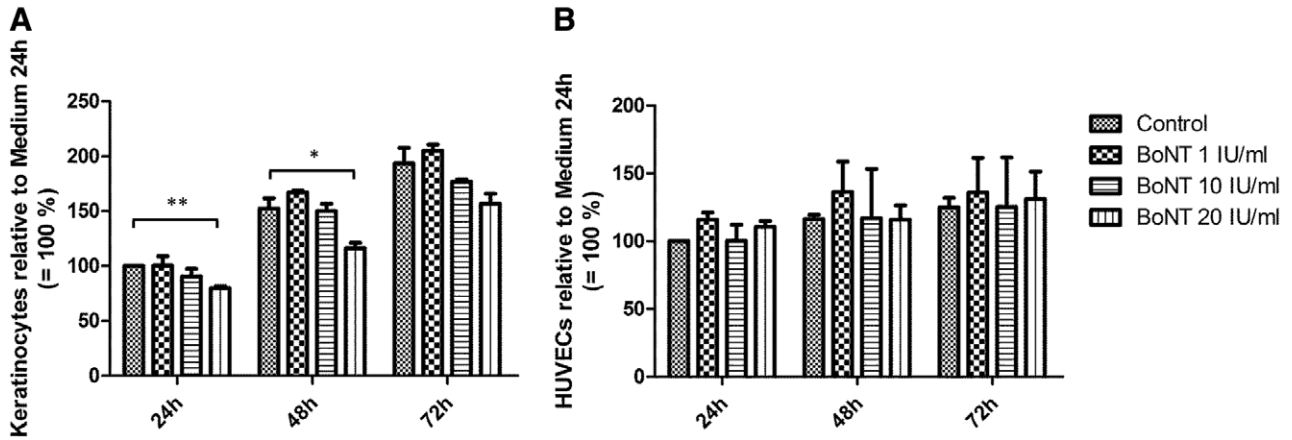 A
Keratinocytes relative to Medium 24h
(= 100 %)
250
200
150
100
50
0
**
*
24h
48h
72h
B
HUVECs relative to Medium 24h
(= 100 %)
200
150
100
50
0
24h
48h
72h
Control
BoNT 1 IU/ml
BoNT 10 IU/ml
BoNT 20 IU/ml